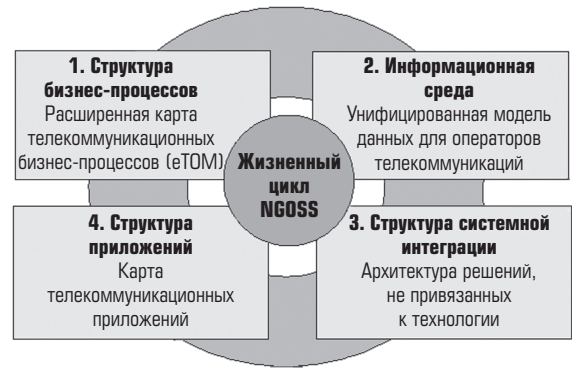 1. Структура
бизнес-процессов
Расширенная карта
телекоммуникационных
бизнес-процессов (eTOM)
2. Информационная
среда
Унифицированная модель
данных для операторов
телекоммуникаций
Жизненный
цикл
NGOSS
4. Структура
приложений
Карта
телекоммуникационных
приложений
3. Структура системной
интеграции
Архитектура решений,
не привязанных
к технологии